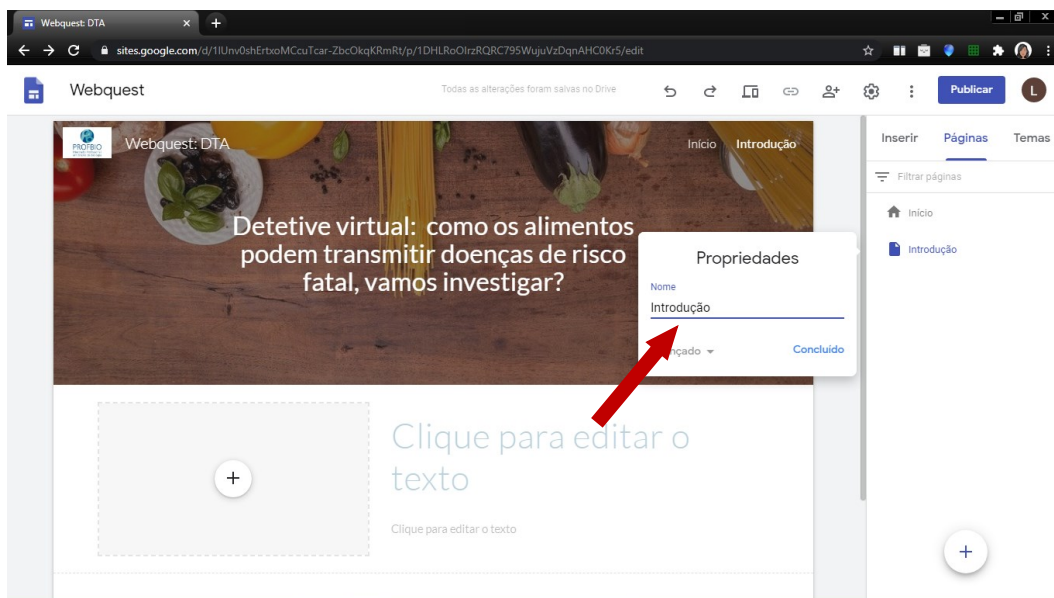 Webquest: DTA
sites.google.com/d/1IUnv0shErtxoMCcuTcar-ZbcOkqKRmRt/p/1DHLRoOlrzRQRC795WujuVzDqnAHC0Kr5/edit
Webquest
Todas as alterações foram salvas no Drive
Publicar
L
PROFBIO
Webquest: DTA
Início Introdução
Inserir Páginas Temas
Filtrar páginas
Início
Introdução
Detetive virtual: como os alimentos
podem transmitir doenças de risco
fatal, vamos investigar?
Propriedades
Nome
Introdução
nçado
Concluído
Clique para editar o
texto
Clique para editar o texto